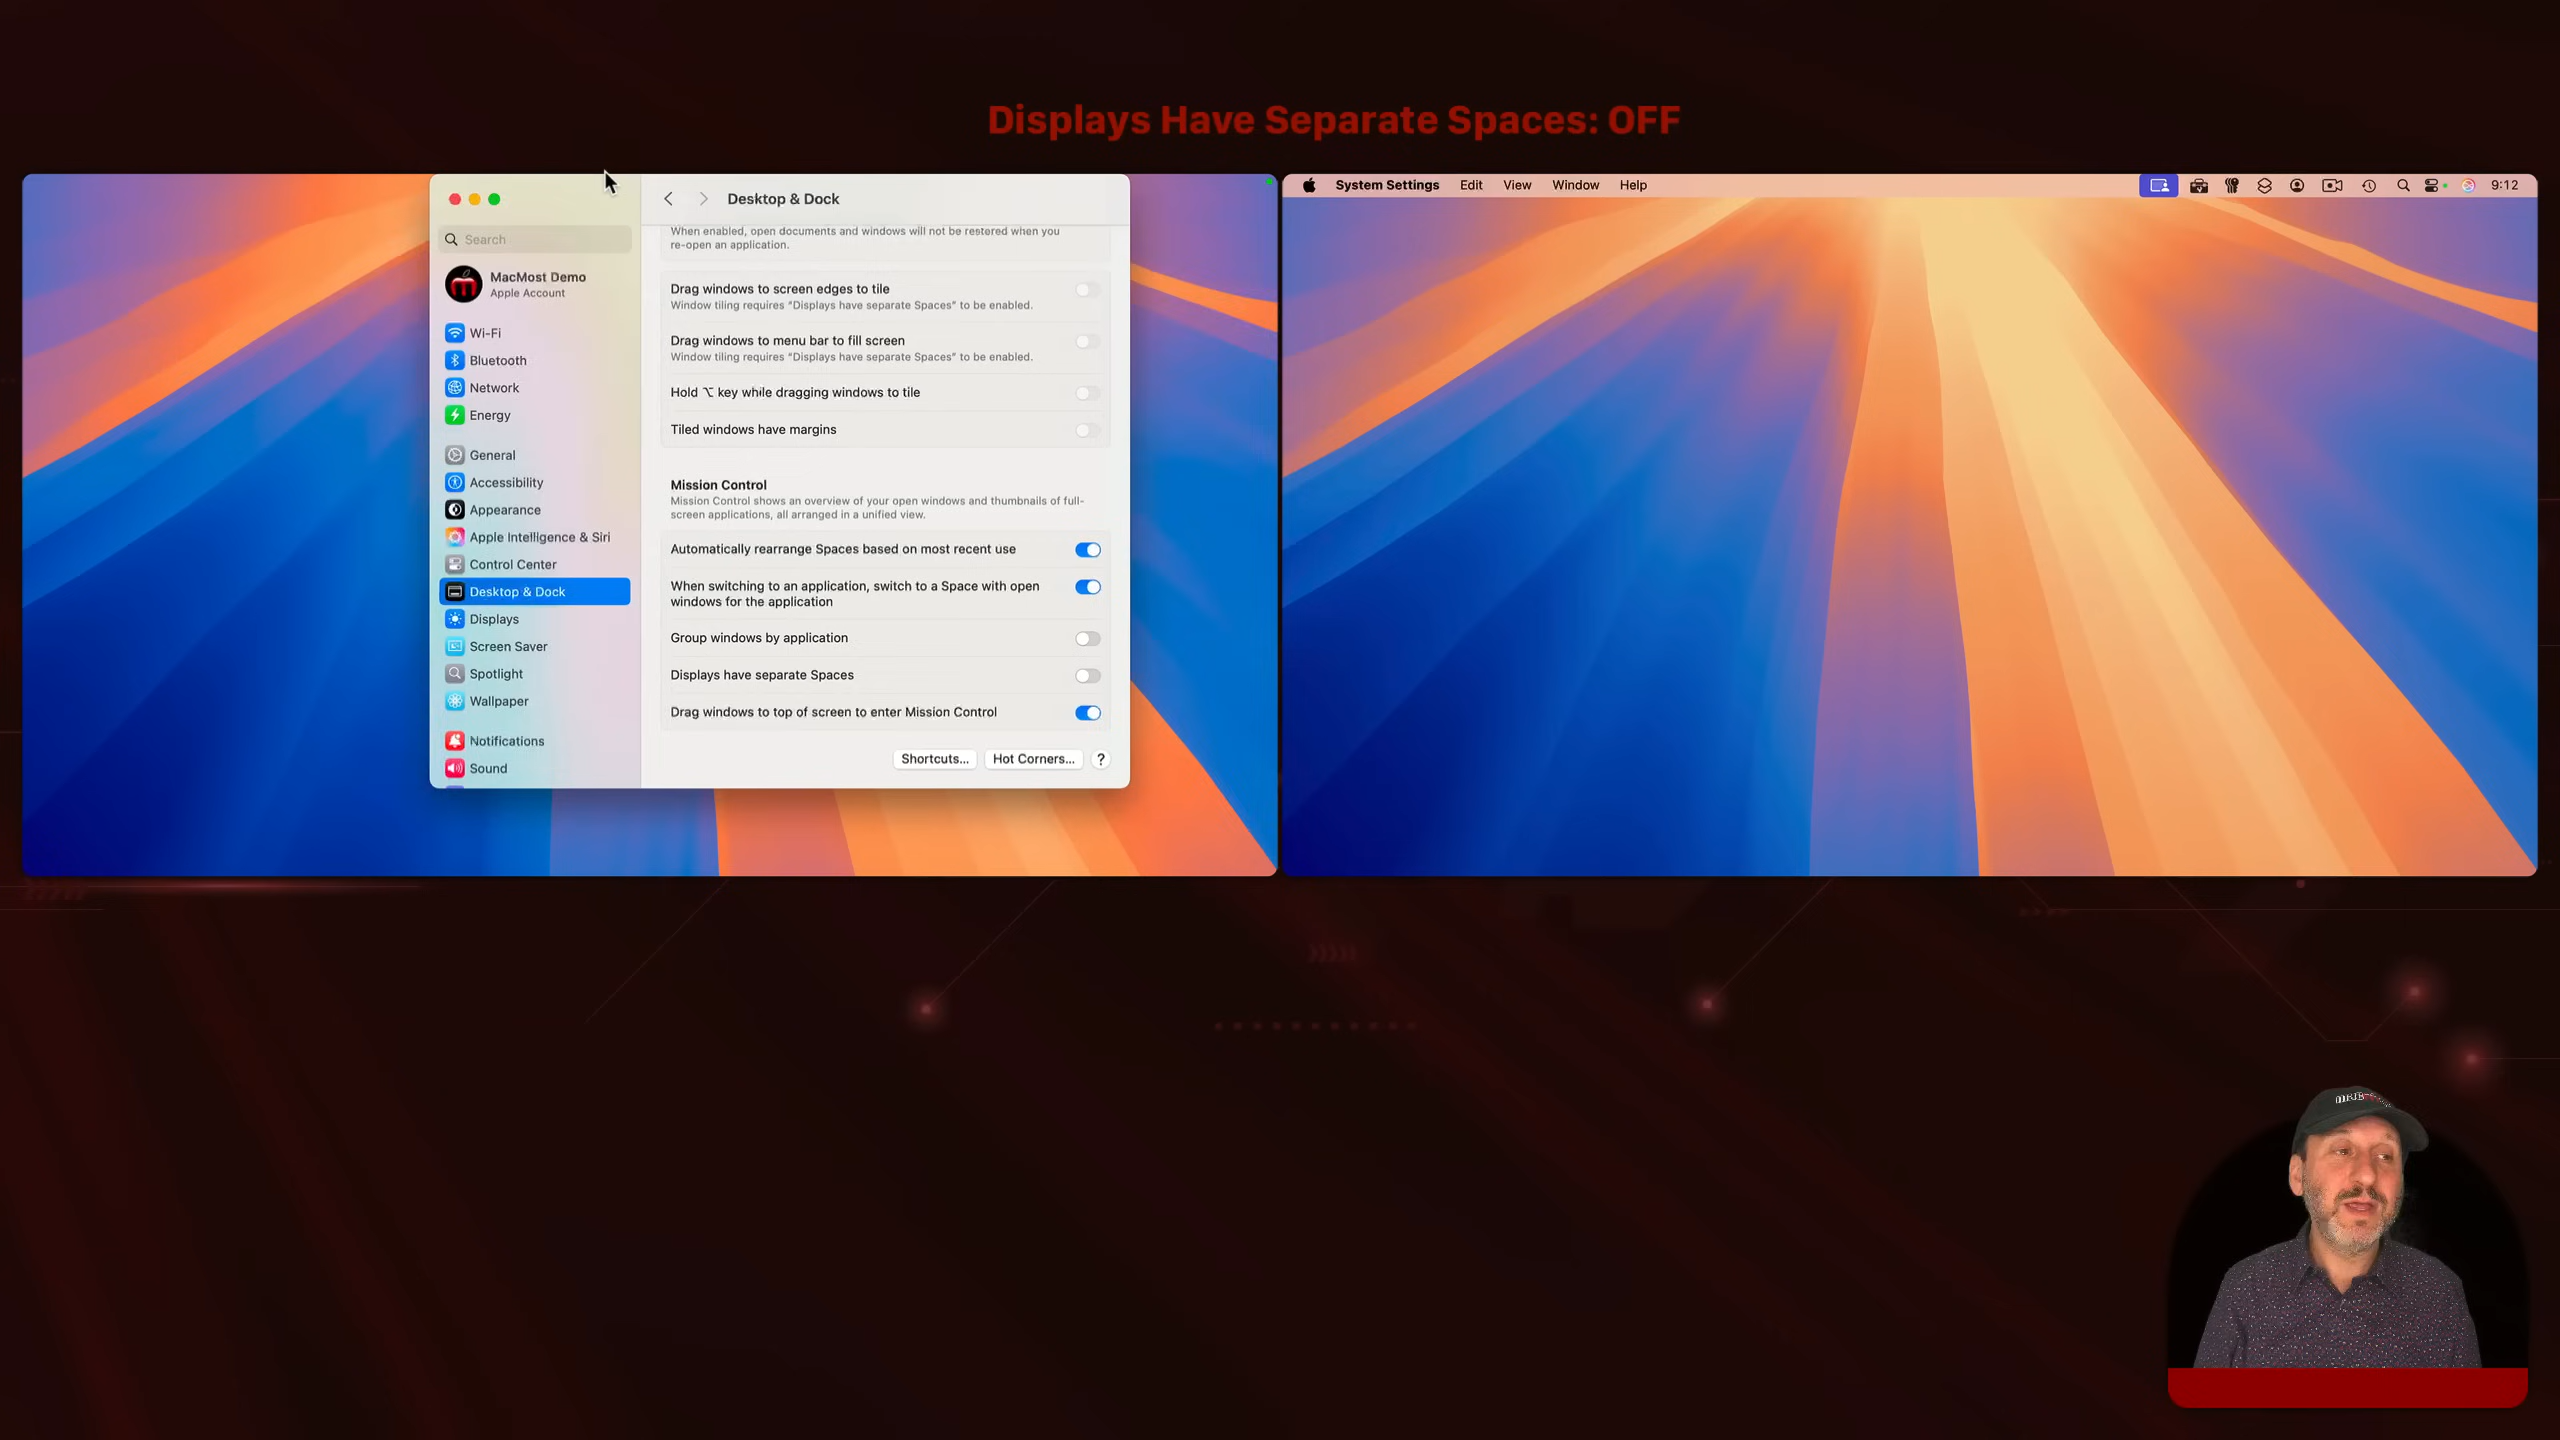 Displays Have Separate Spaces: OFF
System Settings Edit View Window Help 9:12
Desktop & Dock
Search
MacMost Demo
Apple Account
Wi-Fi
Bluetooth
Network
Energy
General
Accessibility
Appearance
Apple Intelligence & Siri
Control Center
Desktop & Dock
Displays
Screen Saver
Spotlight
Wallpaper
Notifications
Sound
When enabled, open documents and windows will not be restored when you
re-open an application.
Drag windows to screen edges to tile
Window tiling requires "Displays have separate Spaces" to be enabled.
Drag windows to menu bar to fill screen
Window tiling requires "Displays have separate Spaces" to be enabled.
Hold ⌥ key while dragging windows to tile
Tiled windows have margins
Mission Control
Mission Control shows an overview of your open windows and thumbnails of full-
screen applications, all arranged in a unified view.
Automatically rearrange Spaces based on most recent use
When switching to an application, switch to a Space with open
windows for the application
Group windows by application
Displays have separate Spaces
Drag windows to top of screen to enter Mission Control
Shortcuts... Hot Corners... ?